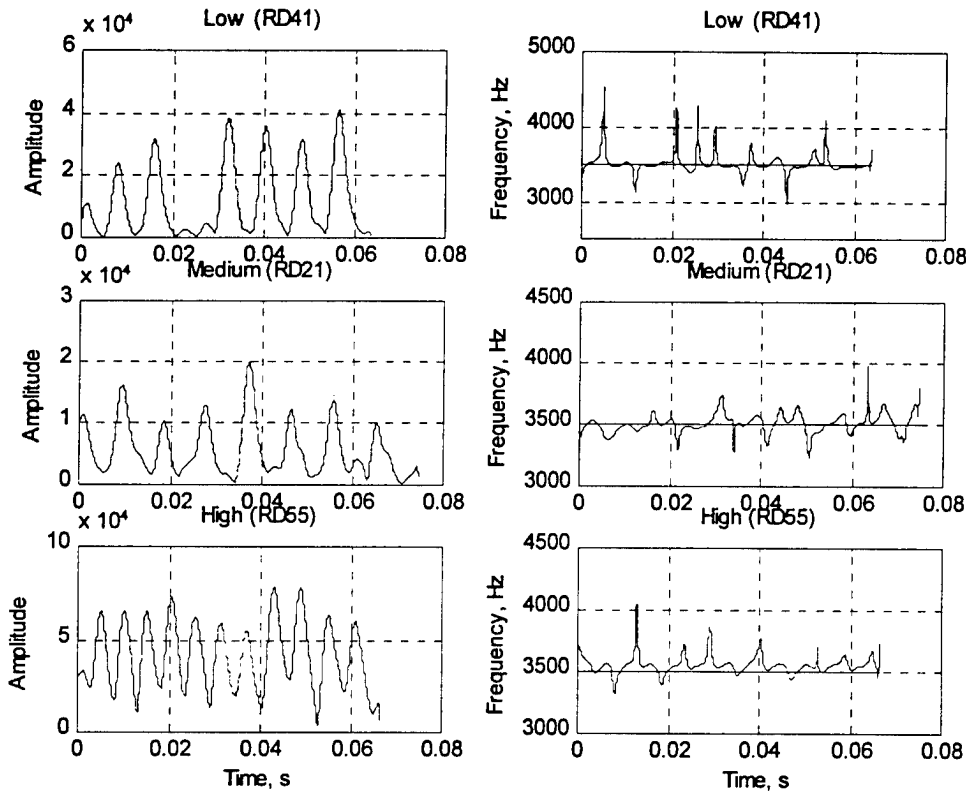 x 10⁴
Low (RD41)
6
4
2
0
Amplitude
0 0.02 0.04 0.06 0.08
Low (RD41)
5000
4500
4000
3500
3000
Frequency, Hz
0 0.02 0.04 0.06 0.08
x 10⁴
Medium (RD21)
3
2
1
0
Amplitude
0 0.02 0.04 0.06 0.08
Medium (RD21)
4500
4000
3500
3000
Frequency, Hz
0 0.02 0.04 0.06 0.08
x 10⁴
High (RD55)
10
5
0
Amplitude
0 0.02 0.04 0.06 0.08
Time, s
High (RD55)
4500
4000
3500
3000
Frequency, Hz
0 0.02 0.04 0.06 0.08
Time, s